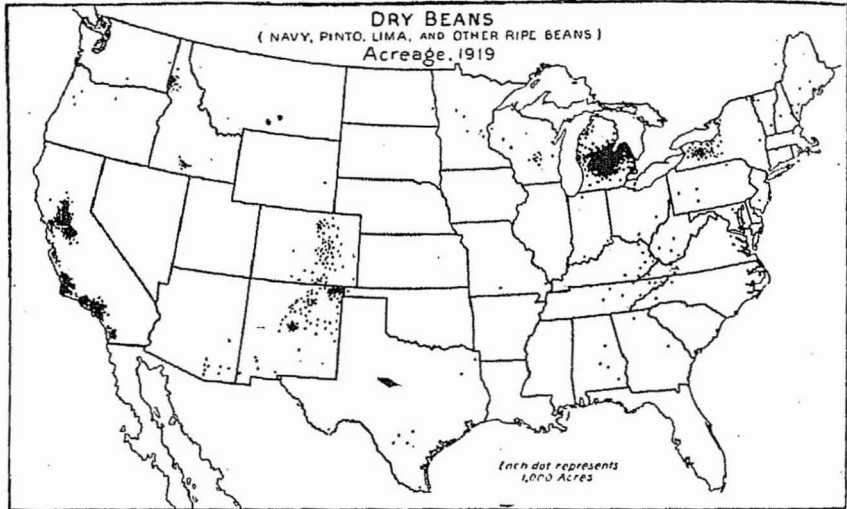 DRY BEANS
(NAVY, PINTO, LIMA, AND OTHER RIPE BEANS)
Acreage, 1919
Each dot represents
1,000 Acres